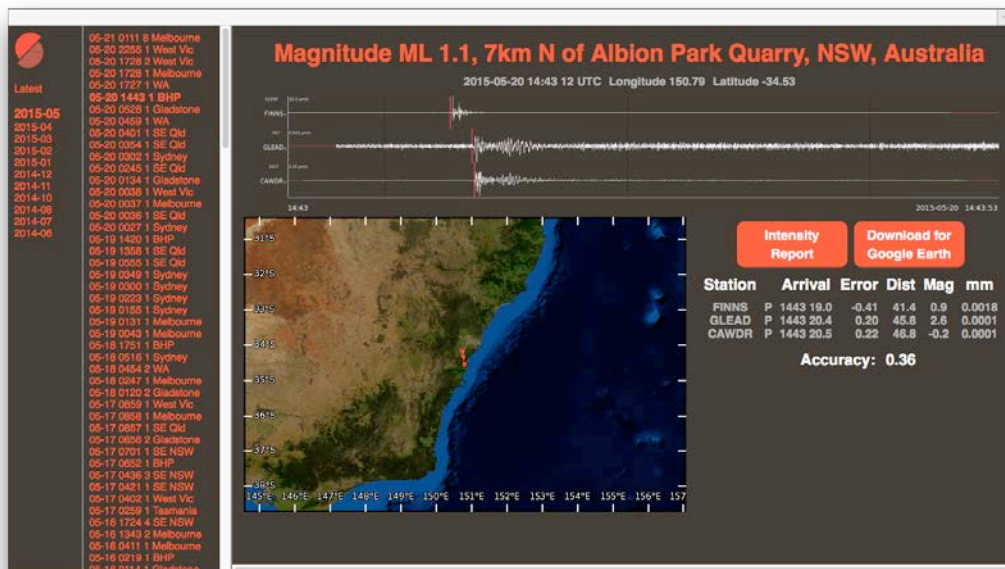 Latest
2015-05
2015-04
2015-03
2015-02
2015-01
2014-12
2014-11
2014-10
2014-08
2014-07
2014-06
05-21 0111 8 Melbourne
05-20 2255 1 West Vic
05-20 1728 2 West Vic
05-20 1728 1 Melbourne
05-20 1727 1 WA
05-20 1443 1 BHP
05-20 0528 1 Gladstone
05-20 0459 1 WA
05-20 0401 1 SE Qld
05-20 0354 1 SE Qld
05-20 0302 1 Sydney
05-20 0245 1 SE Qld
05-20 0134 1 Gladstone
05-20 0038 1 West Vic
05-20 0037 1 Melbourne
05-20 0036 1 SE Qld
05-20 0027 1 Sydney
05-19 1420 1 BHP
05-19 1358 1 SE Qld
05-19 0555 1 SE Qld
05-19 0349 1 Sydney
05-19 0300 1 Sydney
05-19 0223 1 Sydney
05-19 0155 1 Sydney
05-19 0131 1 Melbourne
05-19 0043 1 Melbourne
05-18 1751 1 BHP
05-18 0516 1 Sydney
05-18 0454 2 WA
05-18 0247 1 Melbourne
05-18 0120 2 Gladstone
05-17 0859 1 West Vic
05-17 0858 1 Melbourne
05-17 0857 1 SE Qld
05-17 0856 2 Gladstone
05-17 0701 1 SE NSW
05-17 0652 1 BHP
05-17 0436 3 SE NSW
05-17 0421 1 SE NSW
05-17 0402 1 West Vic
05-17 0259 1 Tasmania
05-16 1724 4 SE NSW
05-16 1343 2 Melbourne
05-16 0411 1 Melbourne
05-16 0219 1 BHP
Magnitude ML 1.1, 7km N of Albion Park Quarry, NSW, Australia
2015-05-20 14:43 12 UTC Longitude 150.79 Latitude -34.53
FINNS
GLEAD
CAWDR
14:43 2015-05-20 14:43:53
31°S
32°S
33°S
34°S
35°S
36°S
37°S
38°S
145°E 146°E 147°E 148°E 149°E 150°E 151°E 152°E 153°E 154°E 155°E 156°E 157
Intensity Report
Download for Google Earth
Station Arrival Error Dist Mag mm
FINNS P 1443 19.0 -0.41 41.4 0.9 0.0018
GLEAD P 1443 20.4 0.20 45.8 2.6 0.0001
CAWDR P 1443 20.5 0.22 46.8 -0.2 0.0001
Accuracy: 0.36